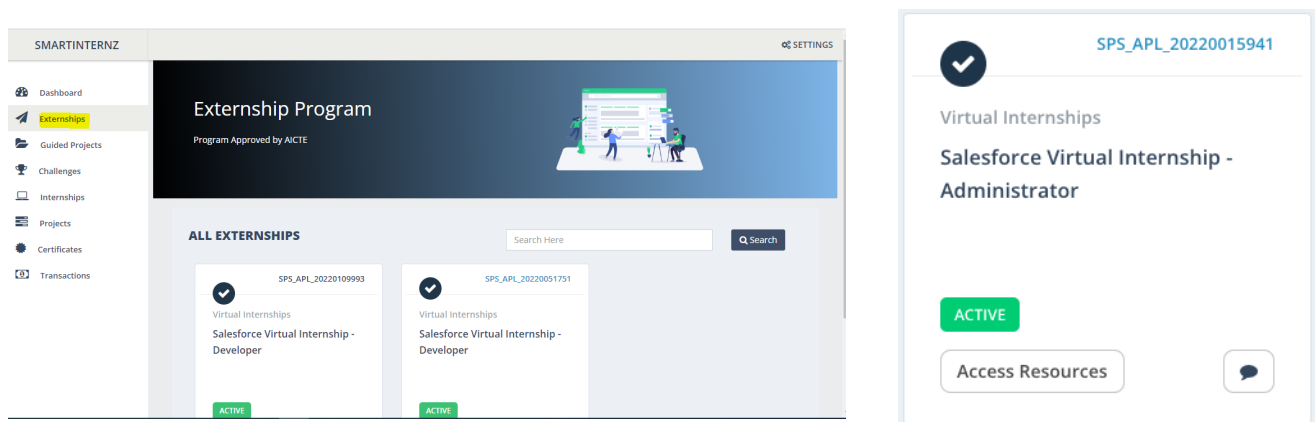 SMARTINTERNZ
SETTINGS
Dashboard
Externships
Guided Projects
Challenges
Internships
Projects
Certificates
Transactions
Externship Program
Program Approved by AICTE
ALL EXTERNSHIPS
Search Here
Search
SPS_APL_20220109993
Virtual Internships
Salesforce Virtual Internship -
Developer
ACTIVE
SPS_APL_20220051751
Virtual Internships
Salesforce Virtual Internship -
Developer
ACTIVE
SPS_APL_20220015941
Virtual Internships
Salesforce Virtual Internship -
Administrator
ACTIVE
Access Resources